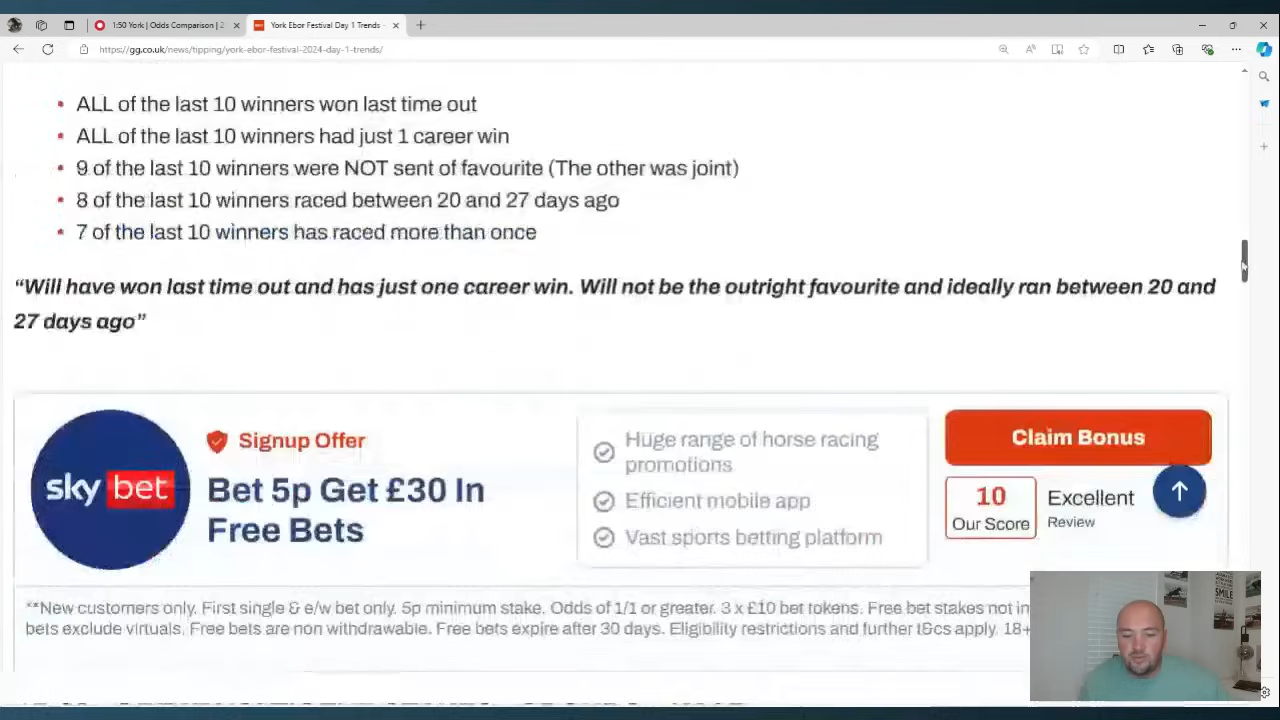 1:50 York | Odds Comparison | 2
York Ebor Festival Day 1 Trends
https://gg.co.uk/news/tipping/york-ebor-festival-2024-day-1-trends/
ALL of the last 10 winners won last time out
ALL of the last 10 winners had just 1 career win
9 of the last 10 winners were NOT sent of favourite (The other was joint)
8 of the last 10 winners raced between 20 and 27 days ago
7 of the last 10 winners has raced more than once
“Will have won last time out and has just one career win. Will not be the outright favourite and ideally ran between 20 and
27 days ago”
sky bet
Signup Offer
Bet 5p Get £30 In
Free Bets
Huge range of horse racing
promotions
Efficient mobile app
Vast sports betting platform
Claim Bonus
10
Our Score
Excellent
Review
**New customers only. First single & e/w bet only. 5p minimum stake. Odds of 1/1 or greater. 3 x £10 bet tokens. Free bet stakes not in
bets exclude virtuals. Free bets are non withdrawable. Free bets expire after 30 days. Eligibility restrictions and further t&cs apply. 18+
SMILE